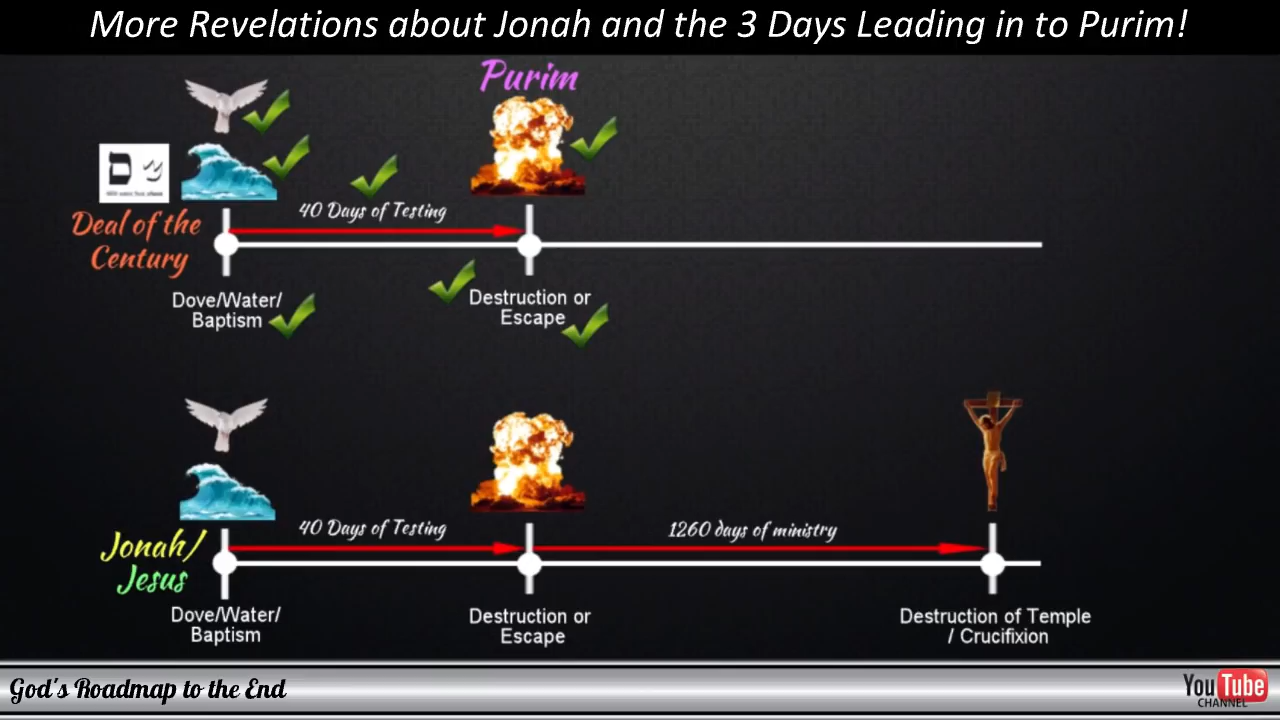 More Revelations about Jonah and the 3 Days Leading in to Purim!
Purim
40 Days of Testing
Deal of the
Century
Dove/Water/
Baptism
Destruction or
Escape
40 Days of Testing
1260 days of ministry
Jonah/
Jesus
Dove/Water/
Baptism
Destruction or
Escape
Destruction of Temple
/ Crucifixion
God's Roadmap to the End
YouTube
CHANNEL